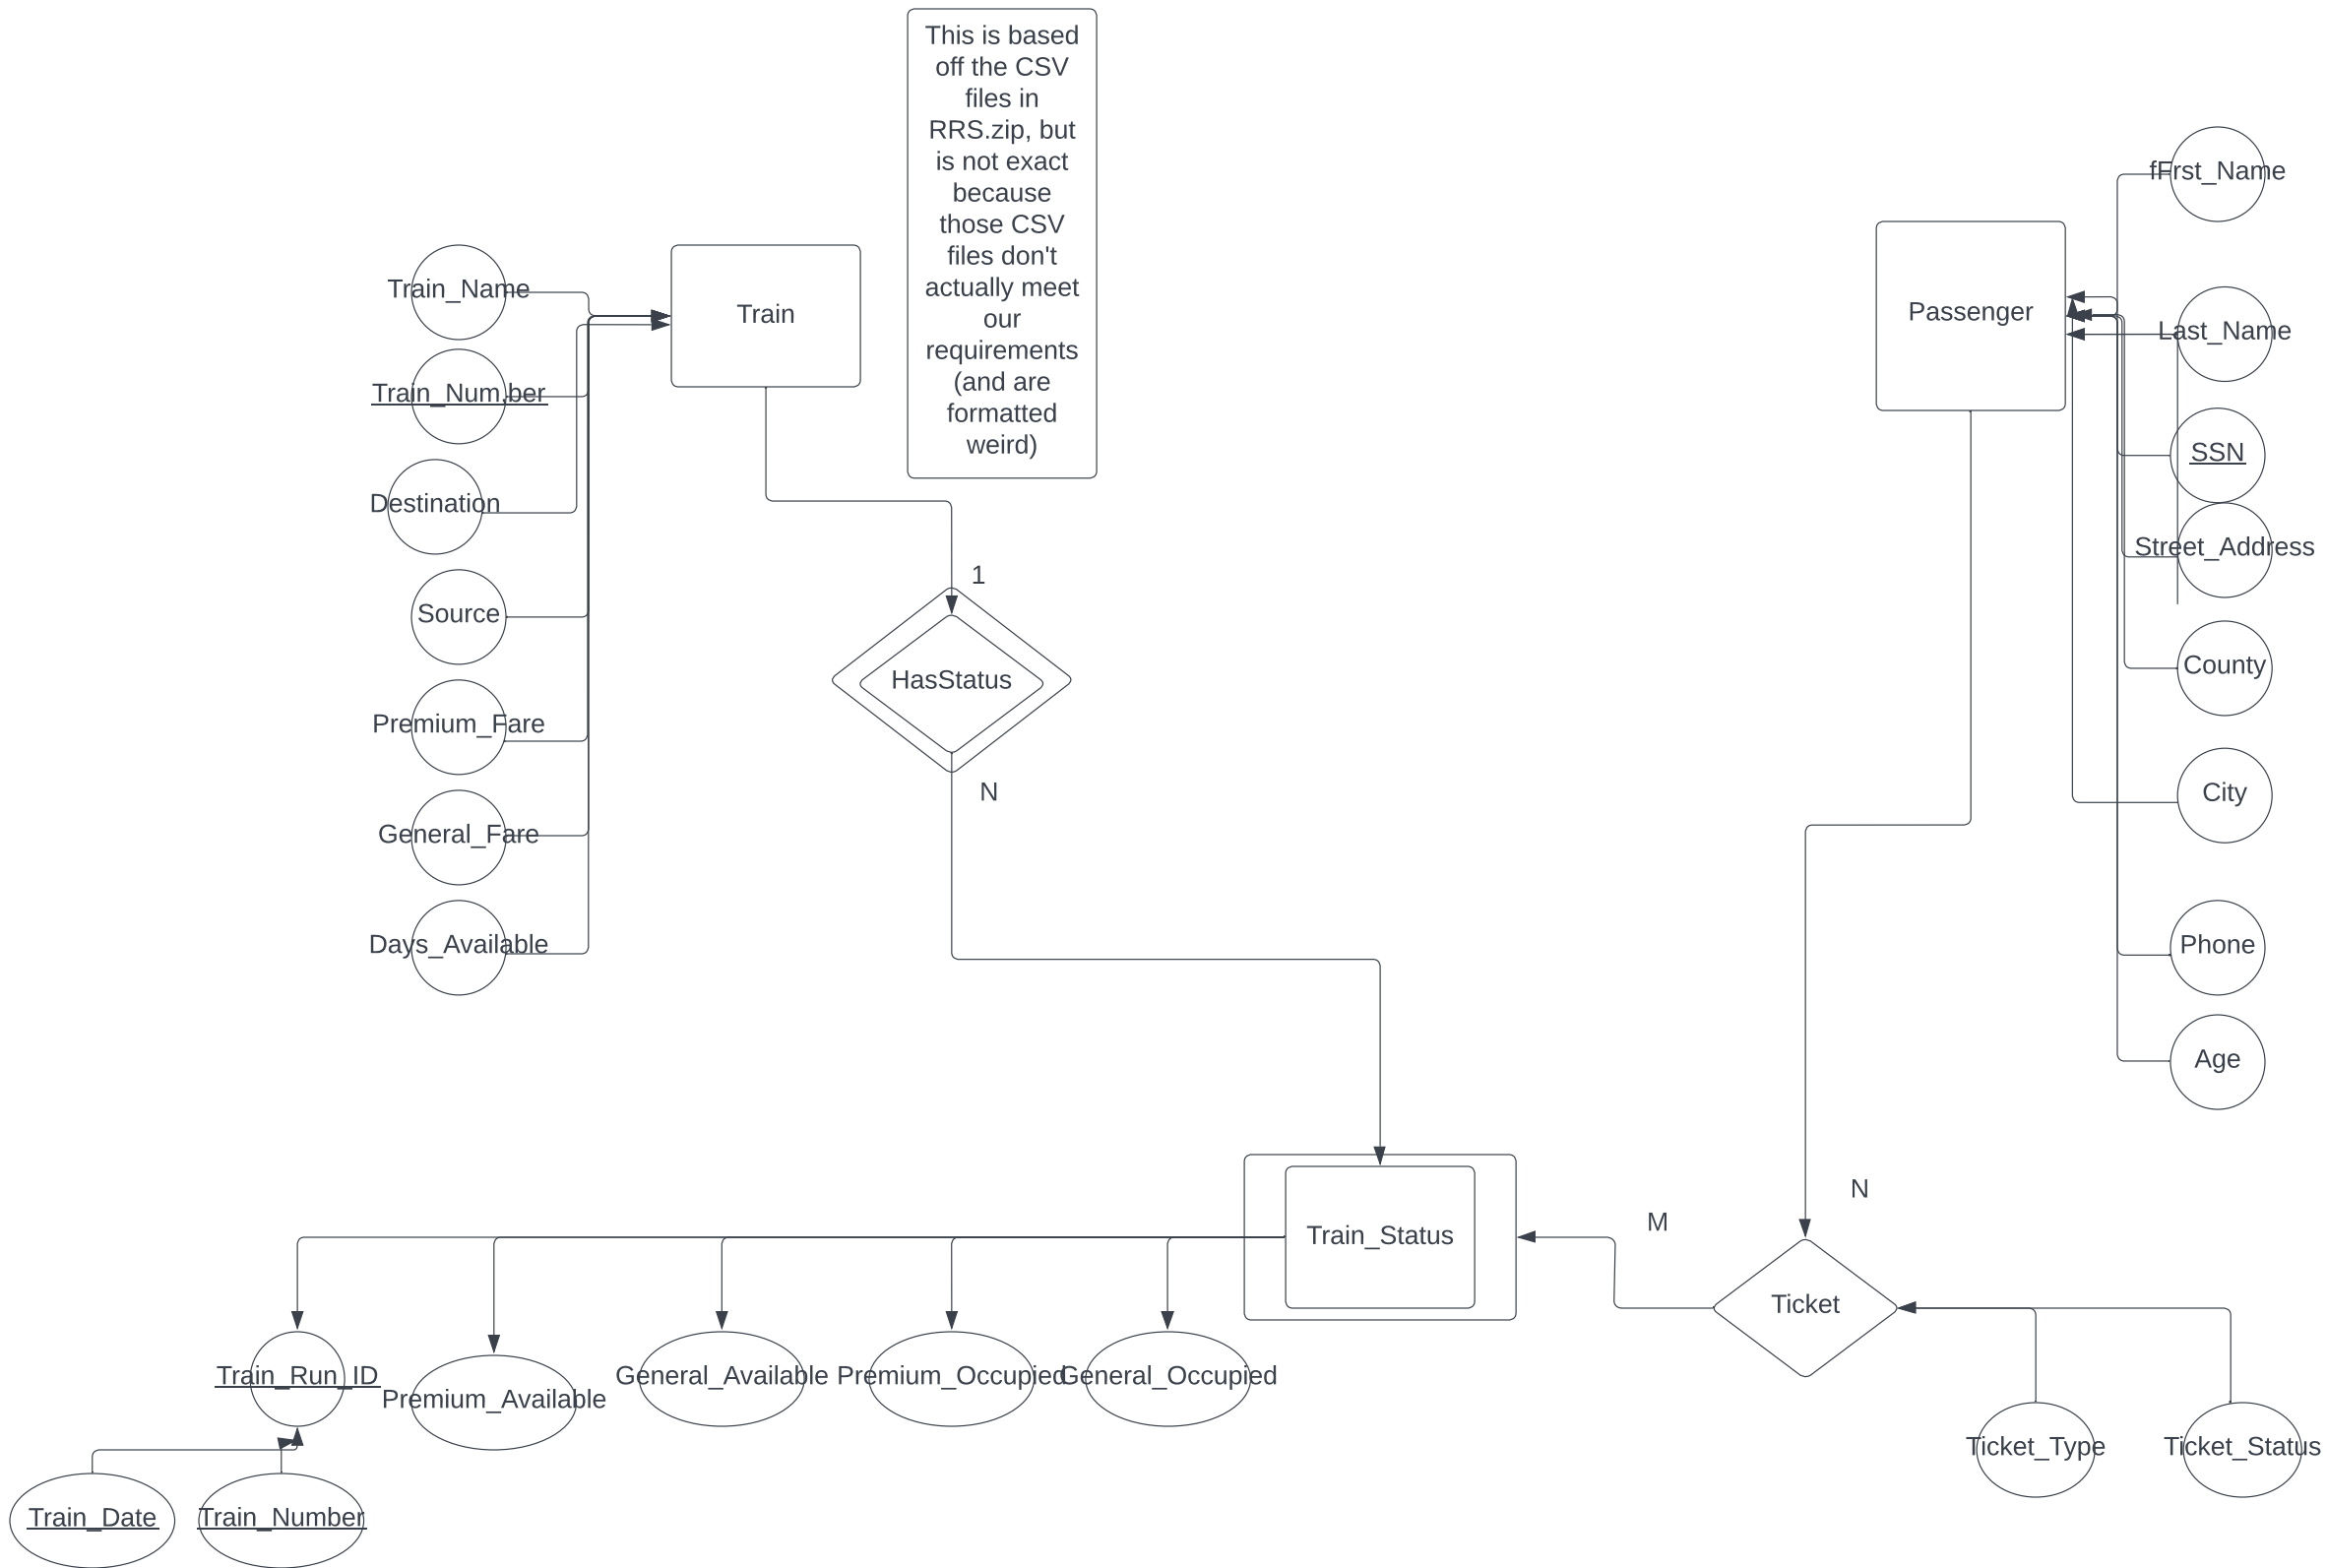 This is based
off the CSV
files in
RRS.zip, but
is not exact
because
those CSV
files don't
actually meet
our
requirements
(and are
formatted
weird)
Train_Name
Train_Num.ber
Destination
Source
Premium_Fare
General_Fare
Days_Available
Train
1
HasStatus
N
Passenger
fFrst_Name
Last_Name
SSN
Street_Address
County
City
Phone
Age
Train_Status
M
N
Ticket
Train_Run_ID
Premium_Available
General_Available
Premium_Occupied
General_Occupied
Ticket_Type
Ticket_Status
Train_Date
Train_Number